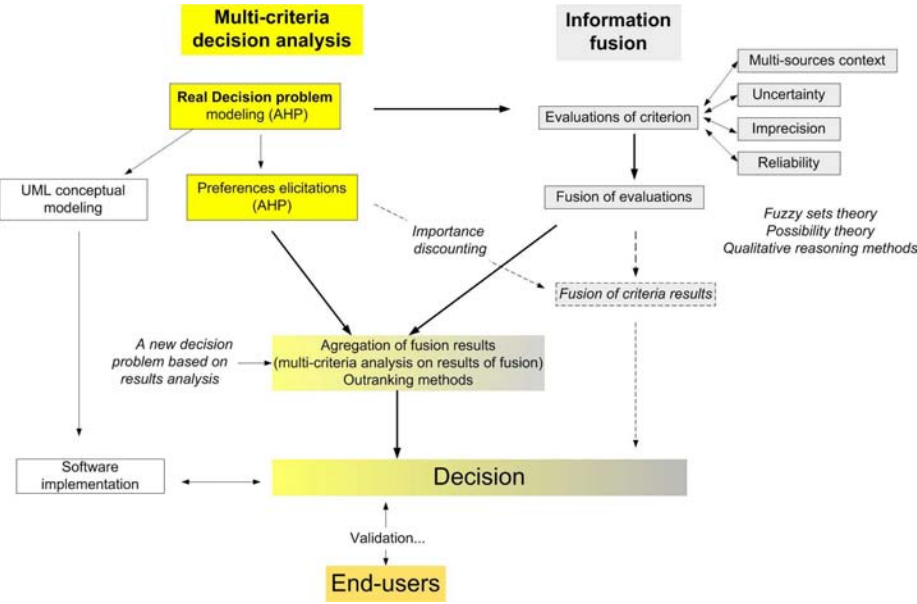 Multi-criteria
decision analysis
Information
fusion
Real Decision problem
modeling (AHP)
Evaluations of criterion
Multi-sources context
Uncertainty
Imprecision
Reliability
UML conceptual
modeling
Preferences elicitations
(AHP)
Fusion of evaluations
Importance
discounting
Fuzzy sets theory
Possibility theory
Qualitative reasoning methods
Fusion of criteria results
A new decision
problem based on
results analysis
Agregation of fusion results
(multi-criteria analysis on results of fusion)
Outranking methods
Software
implementation
Decision
Validation...
End-users